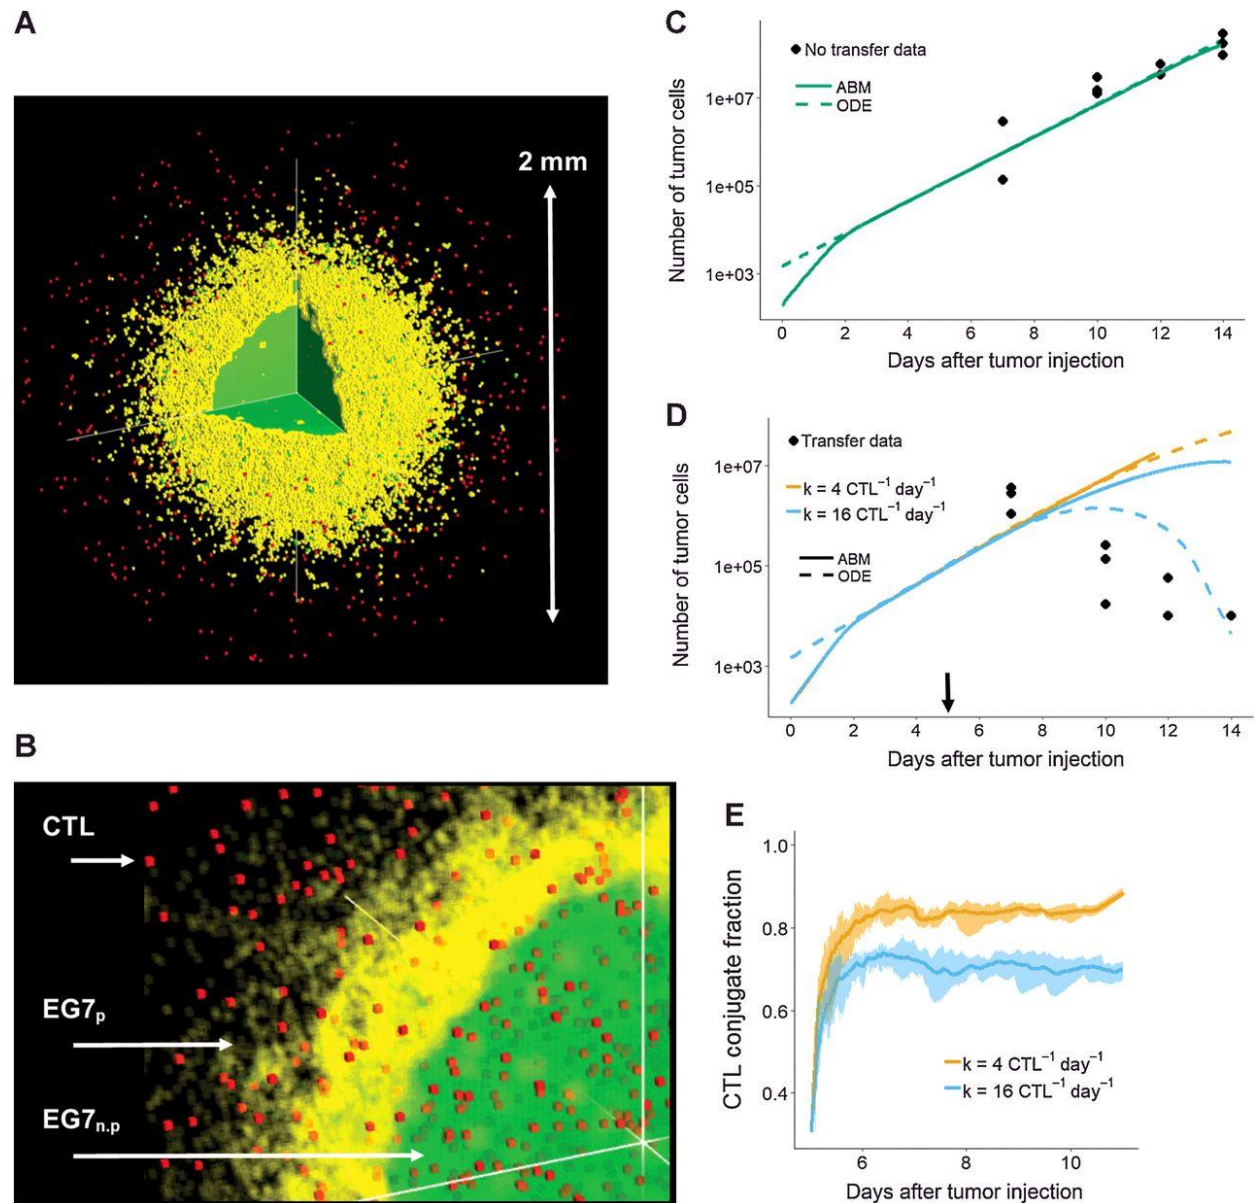 A
2 mm
B
CTL
EG7p
EG7n.p
C
No transfer data
ABM
ODE
Number of tumor cells
1e+07
1e+05
1e+03
0 2 4 6 8 10 12 14
Days after tumor injection
D
Transfer data
k = 4 CTL⁻¹ day⁻¹
k = 16 CTL⁻¹ day⁻¹
ABM
ODE
Number of tumor cells
1e+07
1e+05
1e+03
0 2 4 6 8 10 12 14
Days after tumor injection
E
CTL conjugate fraction
1.0
0.8
0.6
0.4
k = 4 CTL⁻¹ day⁻¹
k = 16 CTL⁻¹ day⁻¹
6 8 10
Days after tumor injection